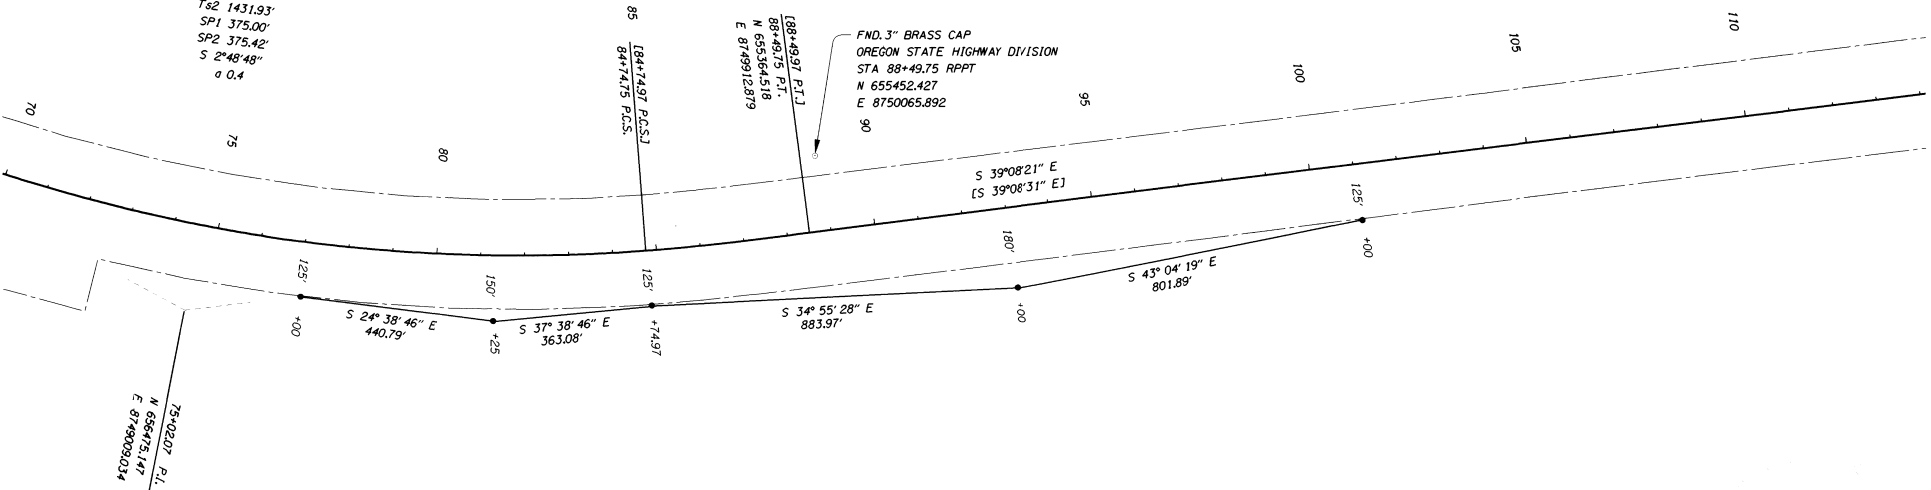 Ts2 1431.93'
SP1 375.00'
SP2 375.42'
S 2°48'48"
a 0.4
70
75
80
85
[84+74.97 P.C.S.]
84+74.75 P.C.S.
[88+49.97 P.T.]
88+49.75 P.T.
N 655364.518
E 8749912.879
FND. 3" BRASS CAP
OREGON STATE HIGHWAY DIVISION
STA 88+49.75 RPPT
N 655452.427
E 8750065.892
90
95
100
105
110
S 39°08'21" E
[S 39°08'31" E]
125'
150'
125'
180'
125'
+00
S 24° 38' 46" E
440.79'
+25
S 37° 38' 46" E
363.08'
+74.97
S 34° 55' 28" E
883.97'
+00
S 43° 04' 19" E
801.89'
+00
75+02.07 P.I.
N 656475.147
E 8749009.034